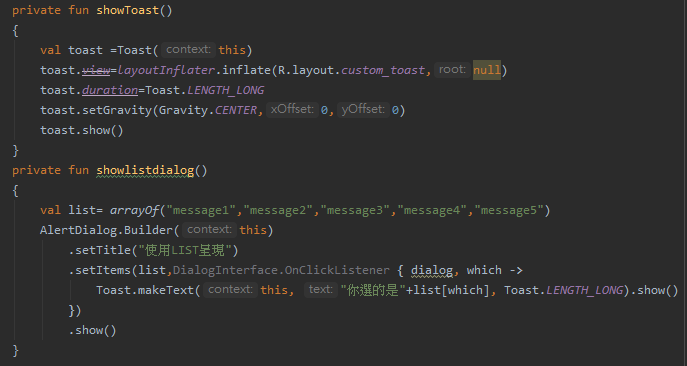 private fun showToast()
{
    val toast =Toast( context: this)
    toast.view=layoutInflater.inflate(R.layout.custom_toast, root: null)
    toast.duration=Toast.LENGTH_LONG
    toast.setGravity(Gravity.CENTER, xOffset: 0, yOffset: 0)
    toast.show()
}
private fun showlistdialog()
{
    val list= arrayOf("message1","message2","message3","message4","message5")
    AlertDialog.Builder( context: this)
        .setTitle("使用LIST呈現")
        .setItems(list,DialogInterface.OnClickListener { dialog, which ->
            Toast.makeText( context: this, text: "你選的是"+list[which], Toast.LENGTH_LONG).show()
        })
        .show()
}